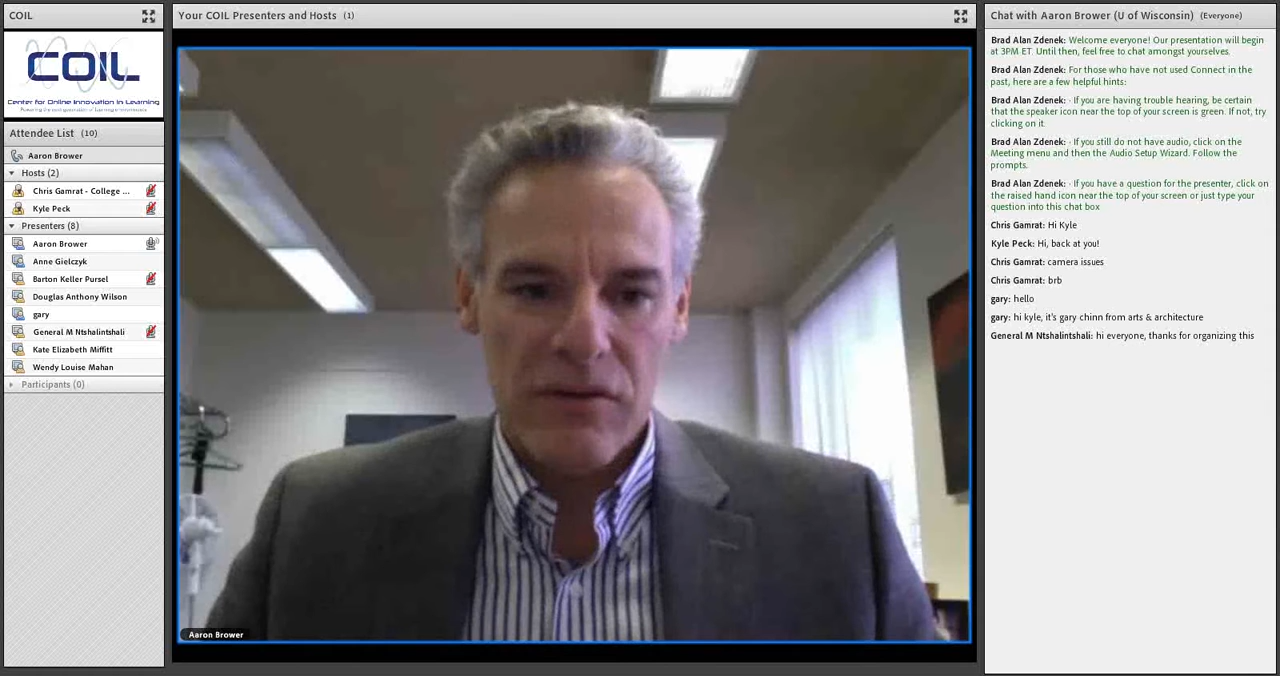 COIL
COIL
Center for Online Innovation in Learning
Attendee List (10)
Aaron Brower
Hosts (2)
Chris Gamrat - College ...
Kyle Peck
Presenters (8)
Aaron Brower
Anne Gielczyk
Barton Keller Pursel
Douglas Anthony Wilson
gary
General M Ntshalintshali
Kate Elizabeth Miffitt
Wendy Louise Mahan
Participants (0)
Your COIL Presenters and Hosts (1)
Aaron Brower
Chat with Aaron Brower (U of Wisconsin) (Everyone)
Brad Alan Zdenek: Welcome everyone! Our presentation will begin
at 3PM ET. Until then, feel free to chat amongst yourselves.
Brad Alan Zdenek: For those who have not used Connect in the
past, here are a few helpful hints:
Brad Alan Zdenek: - If you are having trouble hearing, be certain
that the speaker icon near the top of your screen is green. If not, try
clicking on it.
Brad Alan Zdenek: - If you still do not have audio, click on the
Meeting menu and then the Audio Setup Wizard. Follow the
prompts.
Brad Alan Zdenek: - If you have a question for the presenter, click on
the raised hand icon near the top of your screen or just type your
question into this chat box
Chris Gamrat: Hi Kyle
Kyle Peck: Hi, back at you!
Chris Gamrat: camera issues
Chris Gamrat: brb
gary: hello
gary: hi kyle, it's gary chinn from arts & architecture
General M Ntshalintshali: hi everyone, thanks for organizing this